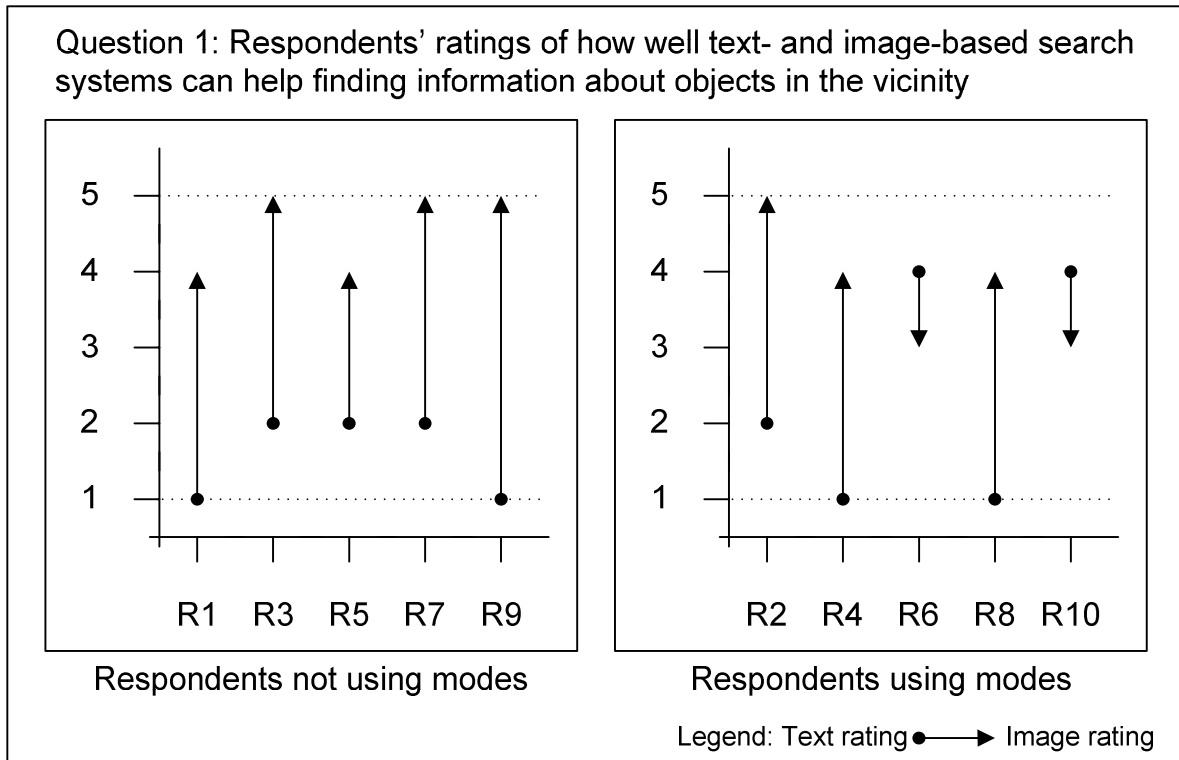 Question 1: Respondents’ ratings of how well text- and image-based search
systems can help finding information about objects in the vicinity
5
4
3
2
1
R1 R3 R5 R7 R9
Respondents not using modes
5
4
3
2
1
R2 R4 R6 R8 R10
Respondents using modes
Legend: Text rating Image rating